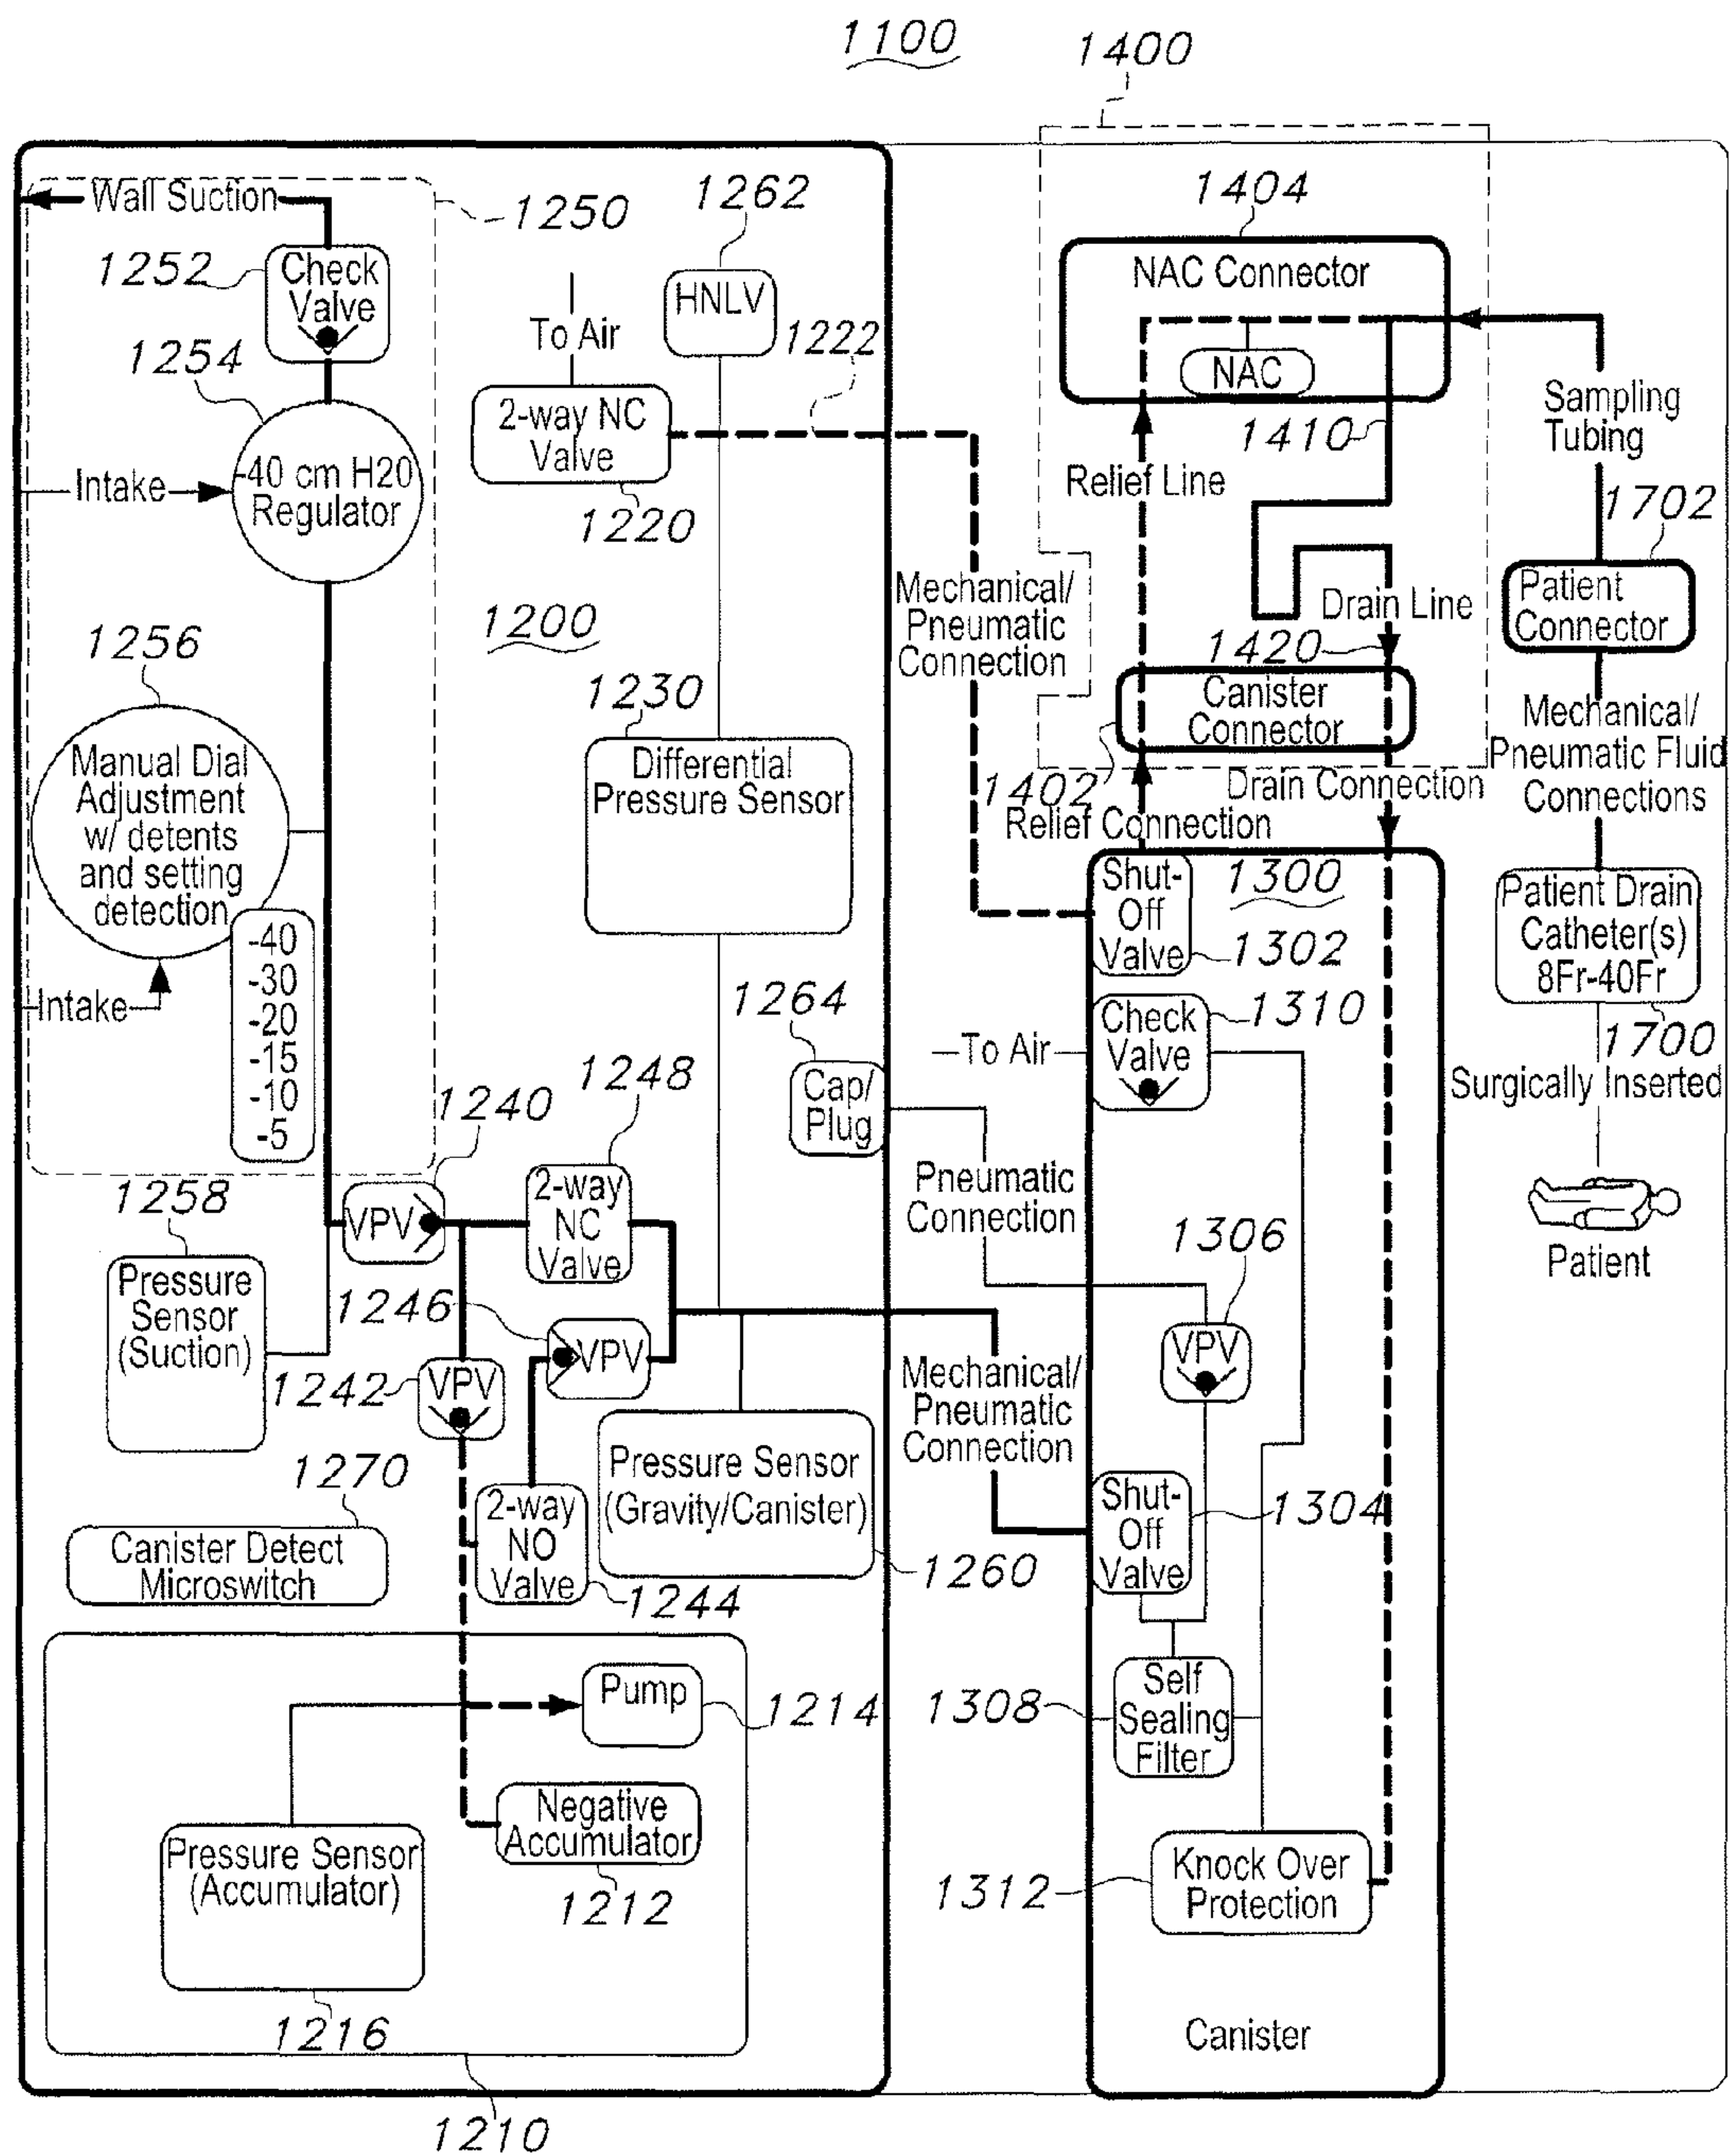 1100
1400
Wall Suction
1250
1252
Check
Valve
1254
-40 cm H20
Regulator
Intake
1256
Manual Dial
Adjustment
w/ detents
and setting
detection
-40
-30
-20
-15
-10
-5
Intake
1200
To Air
2-way NC
Valve
1220
1262
HNLV
1222
1230
Differential
Pressure Sensor
1264
Cap/
Plug
1240
VPV
1248
2-way
NC
Valve
1258
Pressure
Sensor
(Suction)
1246
VPV
1242
VPV
1270
Canister Detect
Microswitch
2-way
NO
Valve
1244
Pressure Sensor
(Gravity/Canister)
1260
Pump
1214
Negative
Accumulator
1212
Pressure Sensor
(Accumulator)
1216
1210
Mechanical/
Pneumatic
Connection
Pneumatic
Connection
Mechanical/
Pneumatic
Connection
1404
NAC Connector
NAC
1410
Relief Line
Drain Line
1420
Canister
Connector
1402
Drain Connection
Relief Connection
Shut-
Off
Valve
1300
1302
To Air
Check
Valve
1310
1306
VPV
Shut-
Off
Valve
1304
1308
Self
Sealing
Filter
1312
Knock Over
Protection
Canister
Sampling
Tubing
1702
Patient
Connector
Mechanical/
Pneumatic Fluid
Connections
Patient Drain
Catheter(s)
8Fr-40Fr
1700
Surgically Inserted
Patient